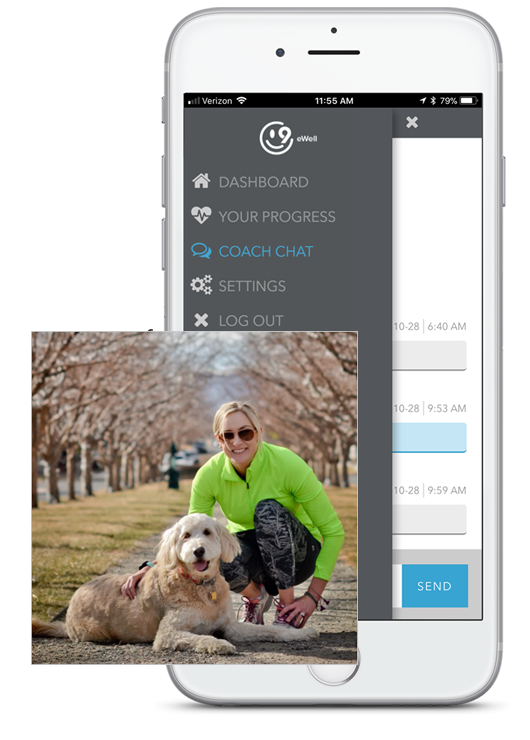 Verizon 11:55 AM 79%
eWell
DASHBOARD
YOUR PROGRESS
COACH CHAT
SETTINGS
LOG OUT
10-28 | 6:40 AM
10-28 | 9:53 AM
10-28 | 9:59 AM
SEND